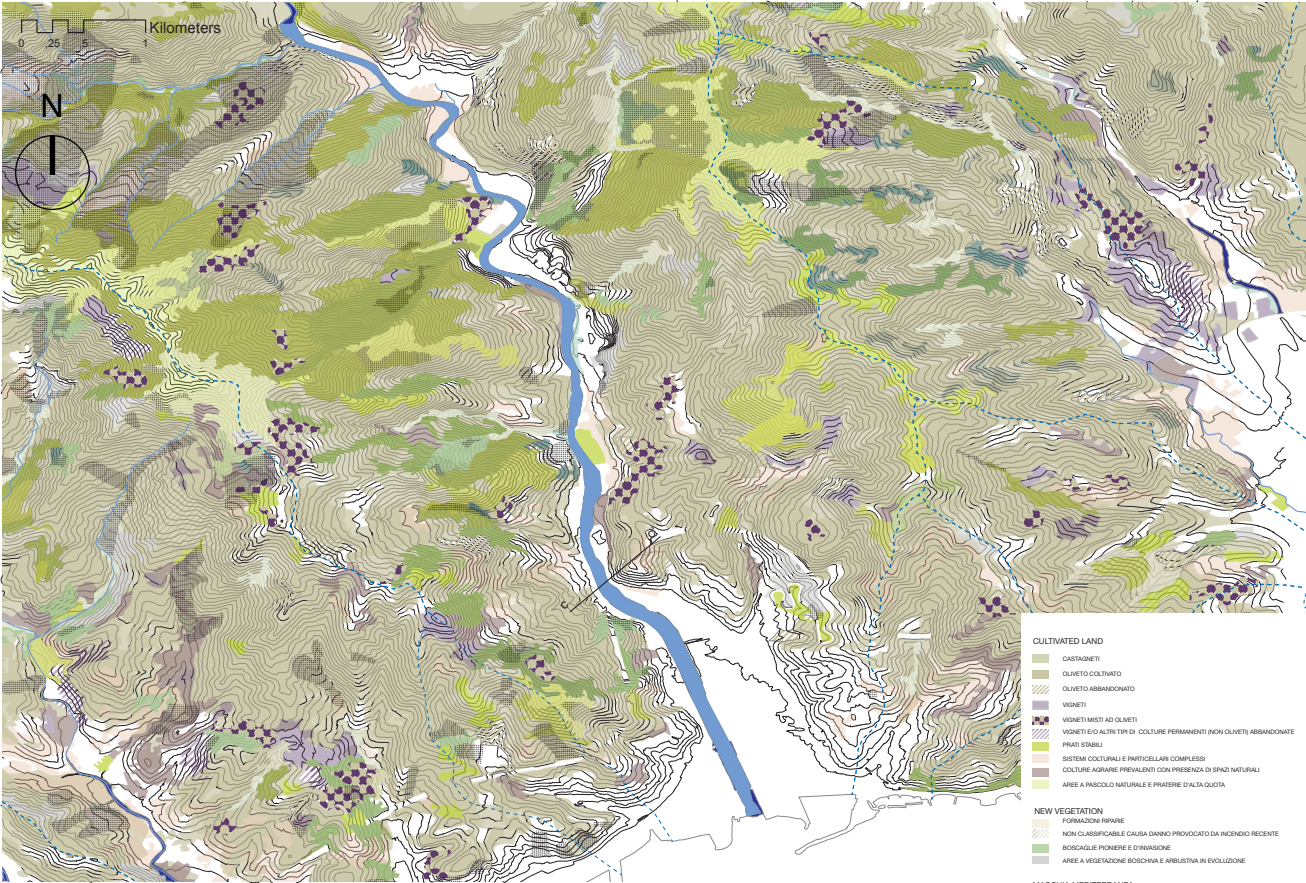 Kilometers
0 .25 .5 1
N
CULTIVATED LAND
CASTAGNETI
OLIVETO COLTIVATO
OLIVETO ABBANDONATO
VIGNETI
VIGNETI MISTI AD OLIVETI
VIGNETI E/O ALTRI TIPI DI COLTURE PERMANENTI (NON OLIVETI) ABBANDONATE
PRATI STABILI
SISTEMI COLTURALI E PARTICELLARI COMPLESSI
COLTURE AGRARIE PREVALENTI CON PRESENZA DI SPAZI NATURALI
AREE A PASCOLO NATURALE E PRATERIE D'ALTA QUOTA
NEW VEGETATION
FORMAZIONI RIPARIE
NON CLASSIFICABILE CAUSA DANNO PROVOCATO DA INCENDIO RECENTE
BOSCAGLIE PIONIERE E D'INVASIONE
AREE A VEGETAZIONE BOSCHIVA E ARBUSTIVA IN EVOLUZIONE